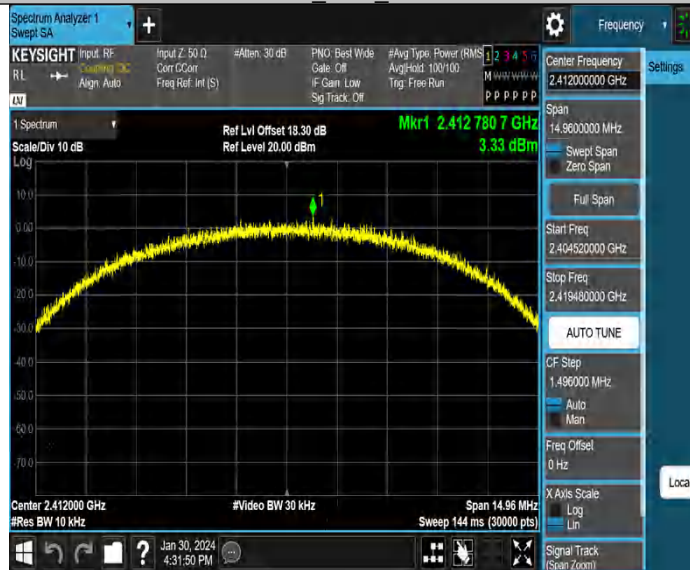 Spectrum Analyzer 1
Swept SA
+
Frequency
KEYSIGHT
RL
Input: RF
Coupling: DC
Align: Auto
Input Z: 50 Ω
Corr CCorr
Freq Ref: Int (S)
#Atten: 30 dB
PNO: Best Wide
Gate: Off
IF Gain: Low
Sig Track: Off
#Avg Type: Power (RMS
Avg|Hold: 100/100
Trig: Free Run
1 2 3 4 5 6
M W W W W W
P P P P P P
LXI
1 Spectrum
Scale/Div 10 dB
Ref Lvl Offset 18.30 dB
Ref Level 20.00 dBm
Mkr1 2.412 780 7 GHz
3.33 dBm
Log
1
10.0
0.00
-10.0
-20.0
-30.0
-40.0
-50.0
-60.0
-70.0
Center 2.412000 GHz
#Res BW 10 kHz
#Video BW 30 kHz
Span 14.96 MHz
Sweep 144 ms (30000 pts)
Jan 30, 2024
4:31:50 PM
?
Center Frequency
2.412000000 GHz
Settings
Span
14.9600000 MHz
Swept Span
Zero Span
Full Span
Start Freq
2.404520000 GHz
Stop Freq
2.419480000 GHz
AUTO TUNE
CF Step
1.496000 MHz
Auto
Man
Freq Offset
0 Hz
X Axis Scale
Log
Lin
Loca
Signal Track
(Span Zoom)